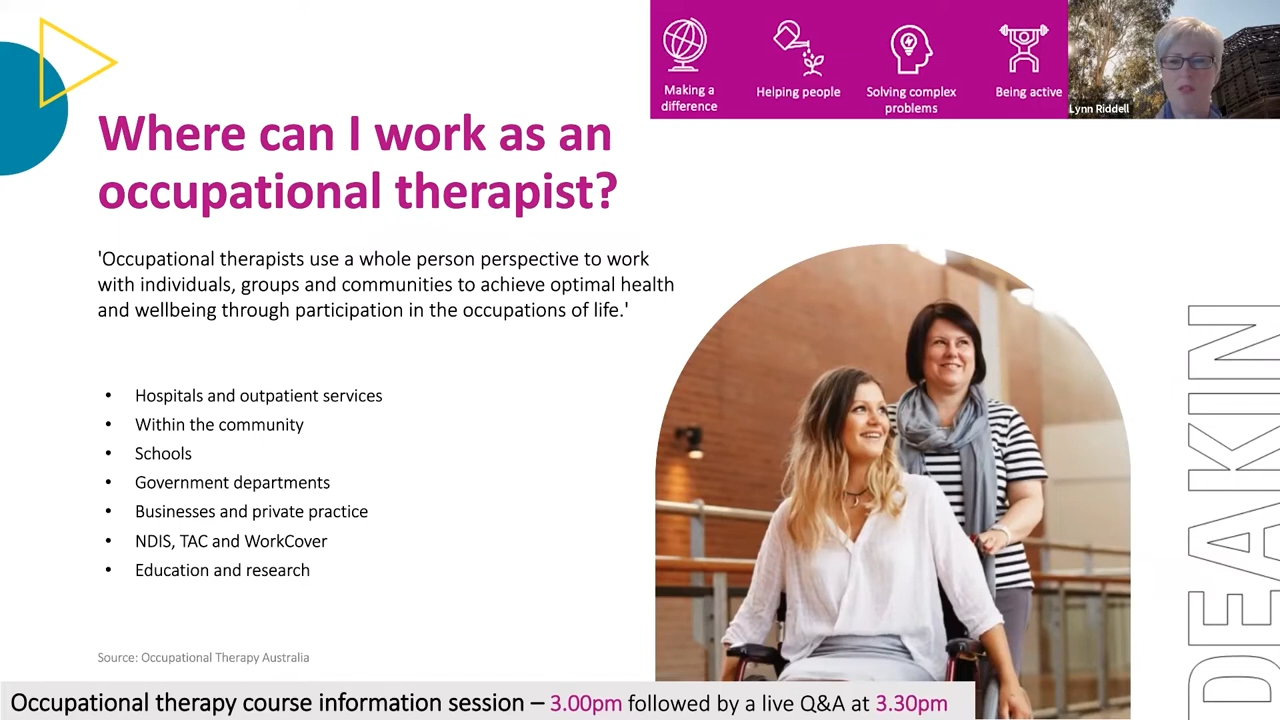 Making a
difference
Helping people
Solving complex
problems
Being active
Lynn Riddell
Where can I work as an
occupational therapist?
'Occupational therapists use a whole person perspective to work
with individuals, groups and communities to achieve optimal health
and wellbeing through participation in the occupations of life.'
• Hospitals and outpatient services
• Within the community
• Schools
• Government departments
• Businesses and private practice
• NDIS, TAC and WorkCover
• Education and research
Source: Occupational Therapy Australia
DEAKIN
Occupational therapy course information session – 3.00pm followed by a live Q&A at 3.30pm